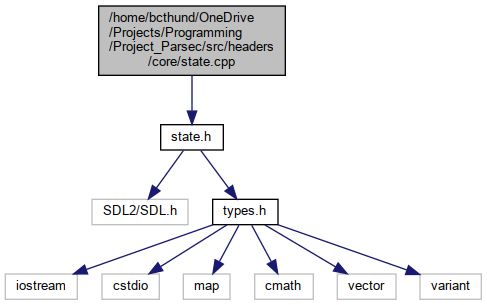 /home/bcthund/OneDrive
/Projects/Programming
/Project_Parsec/src/headers
/core/state.cpp
state.h
SDL2/SDL.h
types.h
iostream
cstdio
map
cmath
vector
variant